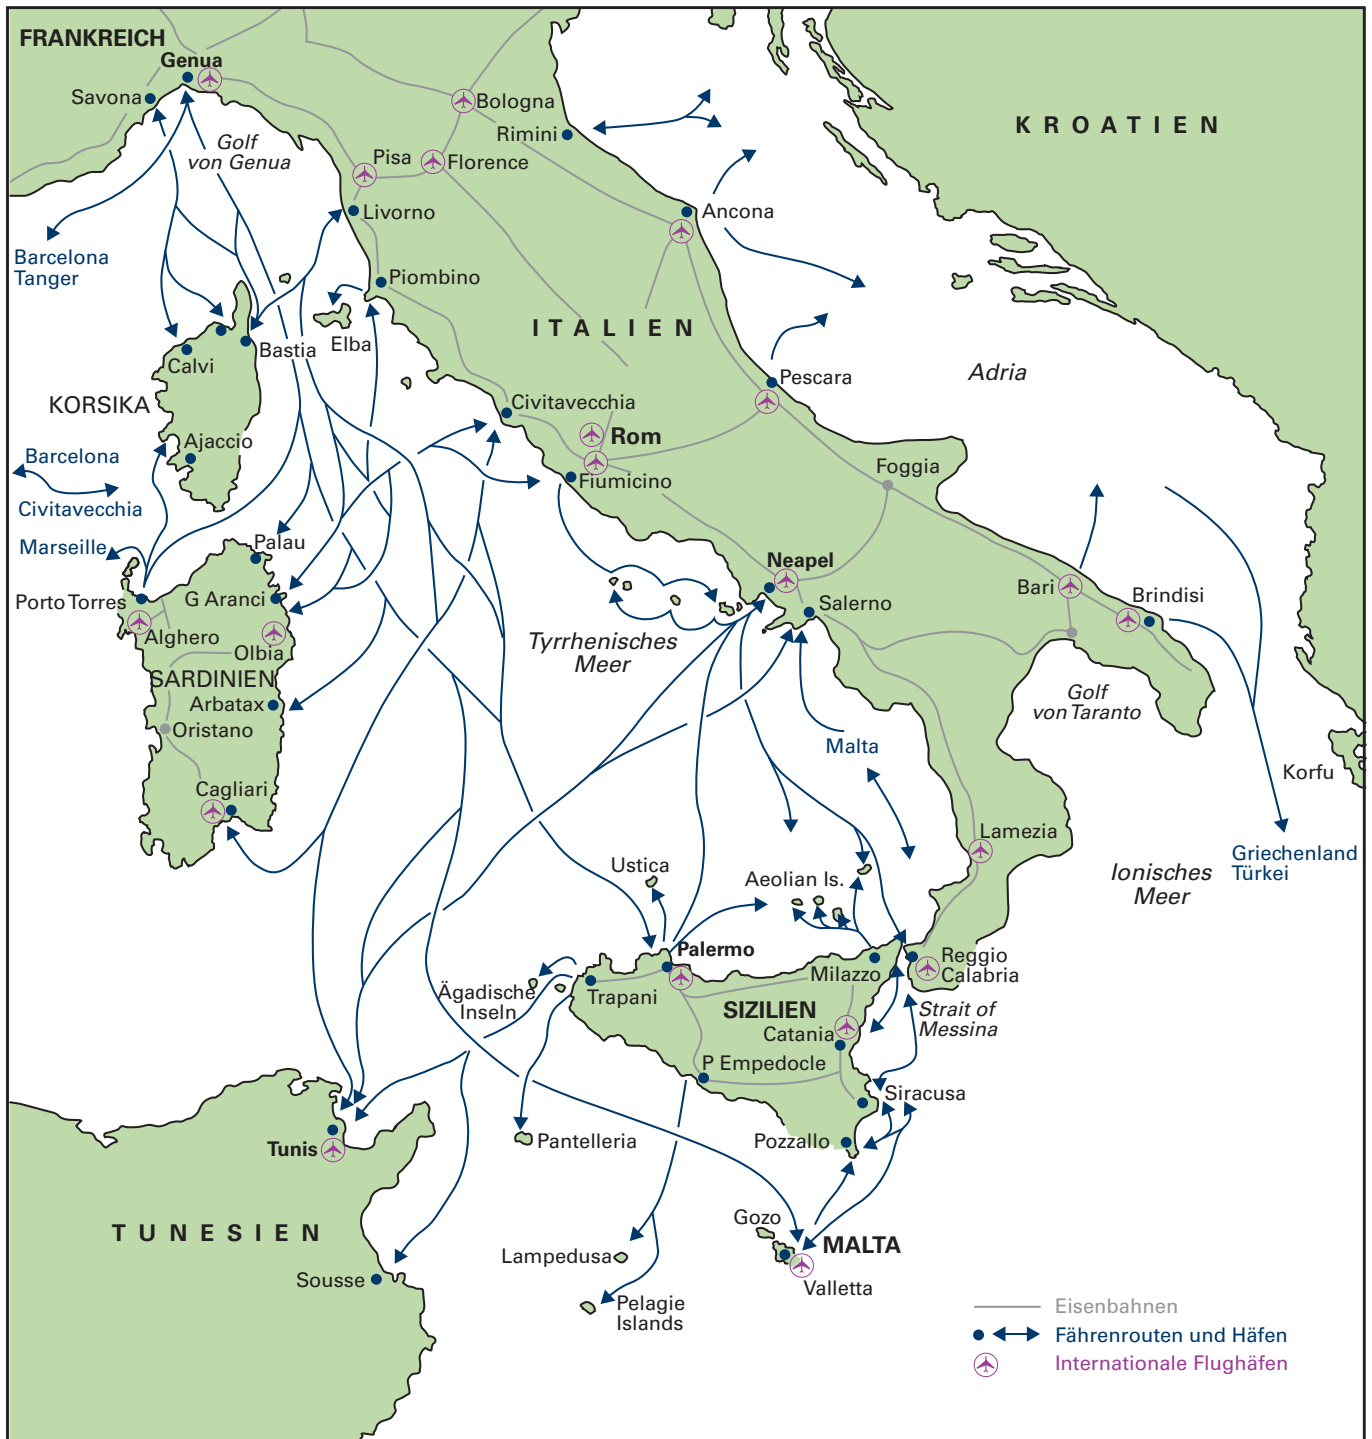 FRANKREICH
Genua
Savona
Golf
von Genua
Bologna
Rimini
Pisa
Florence
KROATIEN
Livorno
Ancona
Barcelona
Tanger
Piombino
ITALIEN
Elba
Bastia
Calvi
Adria
Pescara
KORSIKA
Civitavecchia
Rom
Ajaccio
Barcelona
Civitavecchia
Fiumicino
Foggia
Marseille
Palau
Neapel
Porto Torres
G Aranci
Salerno
Bari
Brindisi
Alghero
Olbia
Tyrrhenisches
Meer
SARDINIEN
Arbatax
Golf
von Taranto
Oristano
Malta
Korfu
Cagliari
Lamezia
Griechenland
Türkei
Ionisches
Meer
Ustica
Aeolian Is.
Palermo
Reggio
Calabria
Milazzo
Ägadische
Inseln
Trapani
SIZILIEN
Strait of
Messina
Catania
P Empedocle
Siracusa
Tunis
Pantelleria
Pozzallo
TUNESIEN
Gozo
MALTA
Lampedusa
Valletta
Sousse
Pelagie
Islands
Eisenbahnen
Fährenrouten und Häfen
Internationale Flughäfen